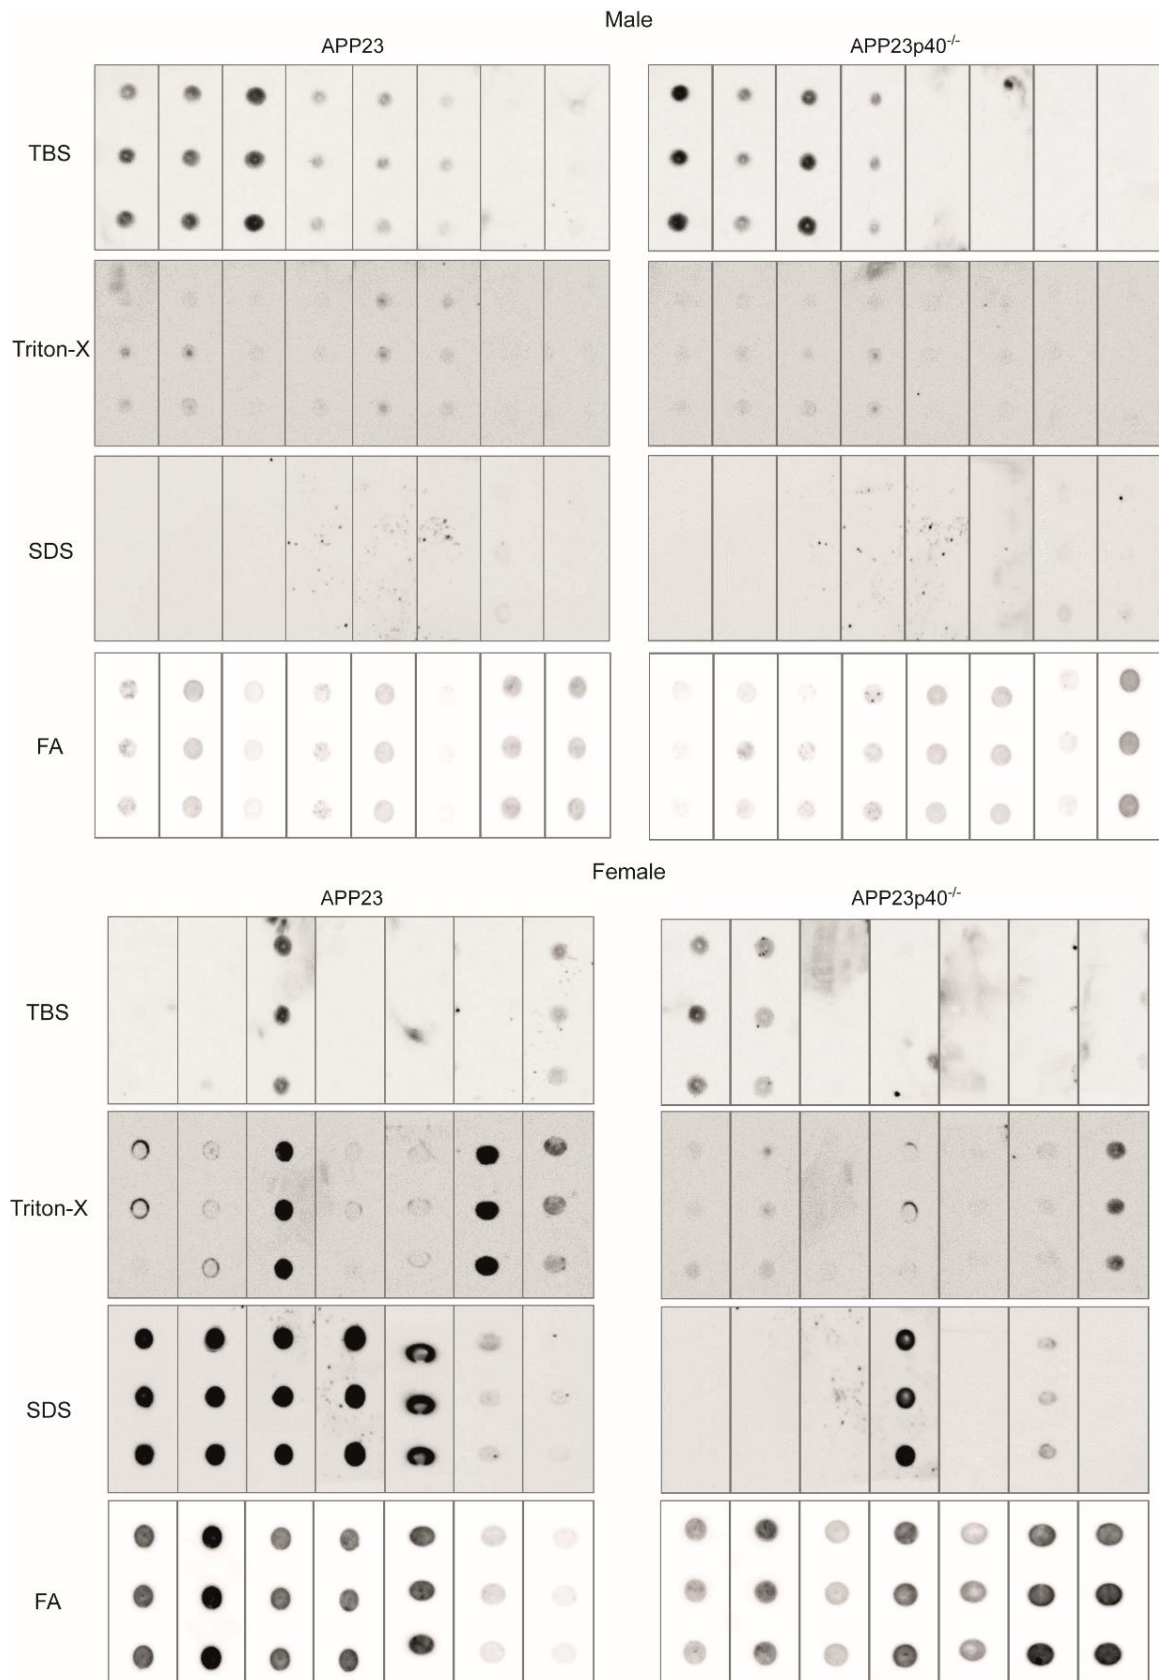 Male
APP23 APP23p40-/-
TBS
Triton-X
SDS
FA
Female
APP23 APP23p40-/-
TBS
Triton-X
SDS
FA